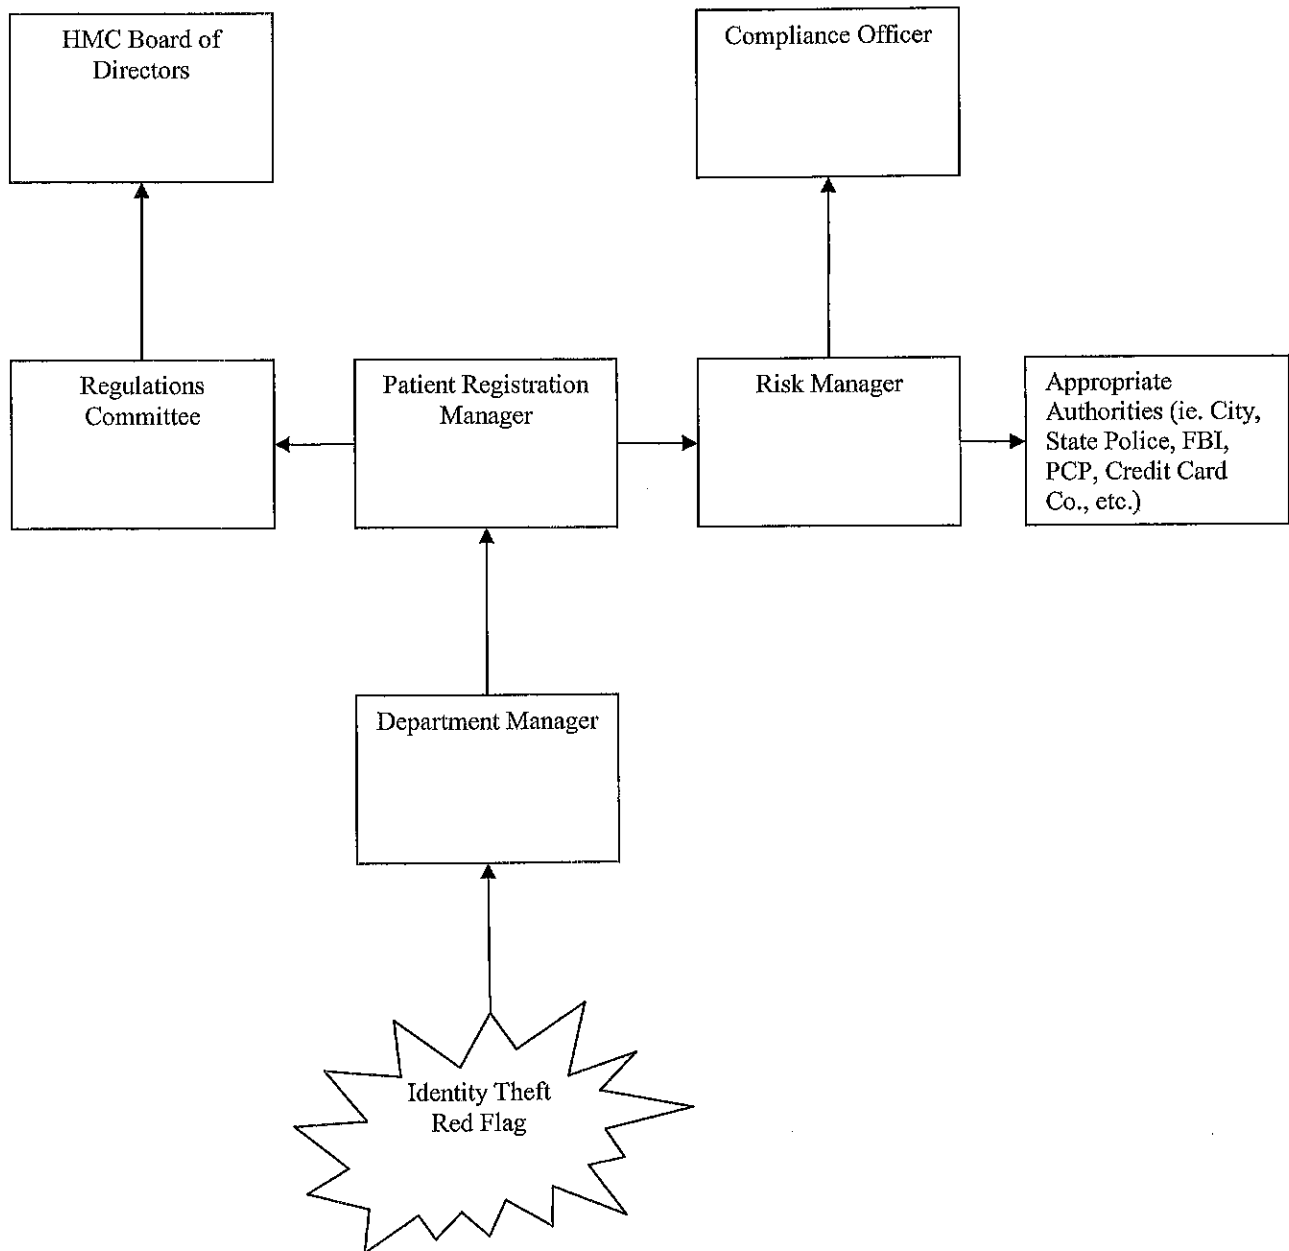 HMC Board of
Directors
Compliance Officer
Regulations
Committee
Patient Registration
Manager
Risk Manager
Appropriate
Authorities (ie. City,
State Police, FBI,
PCP, Credit Card
Co., etc.)
Department Manager
Identity Theft
Red Flag